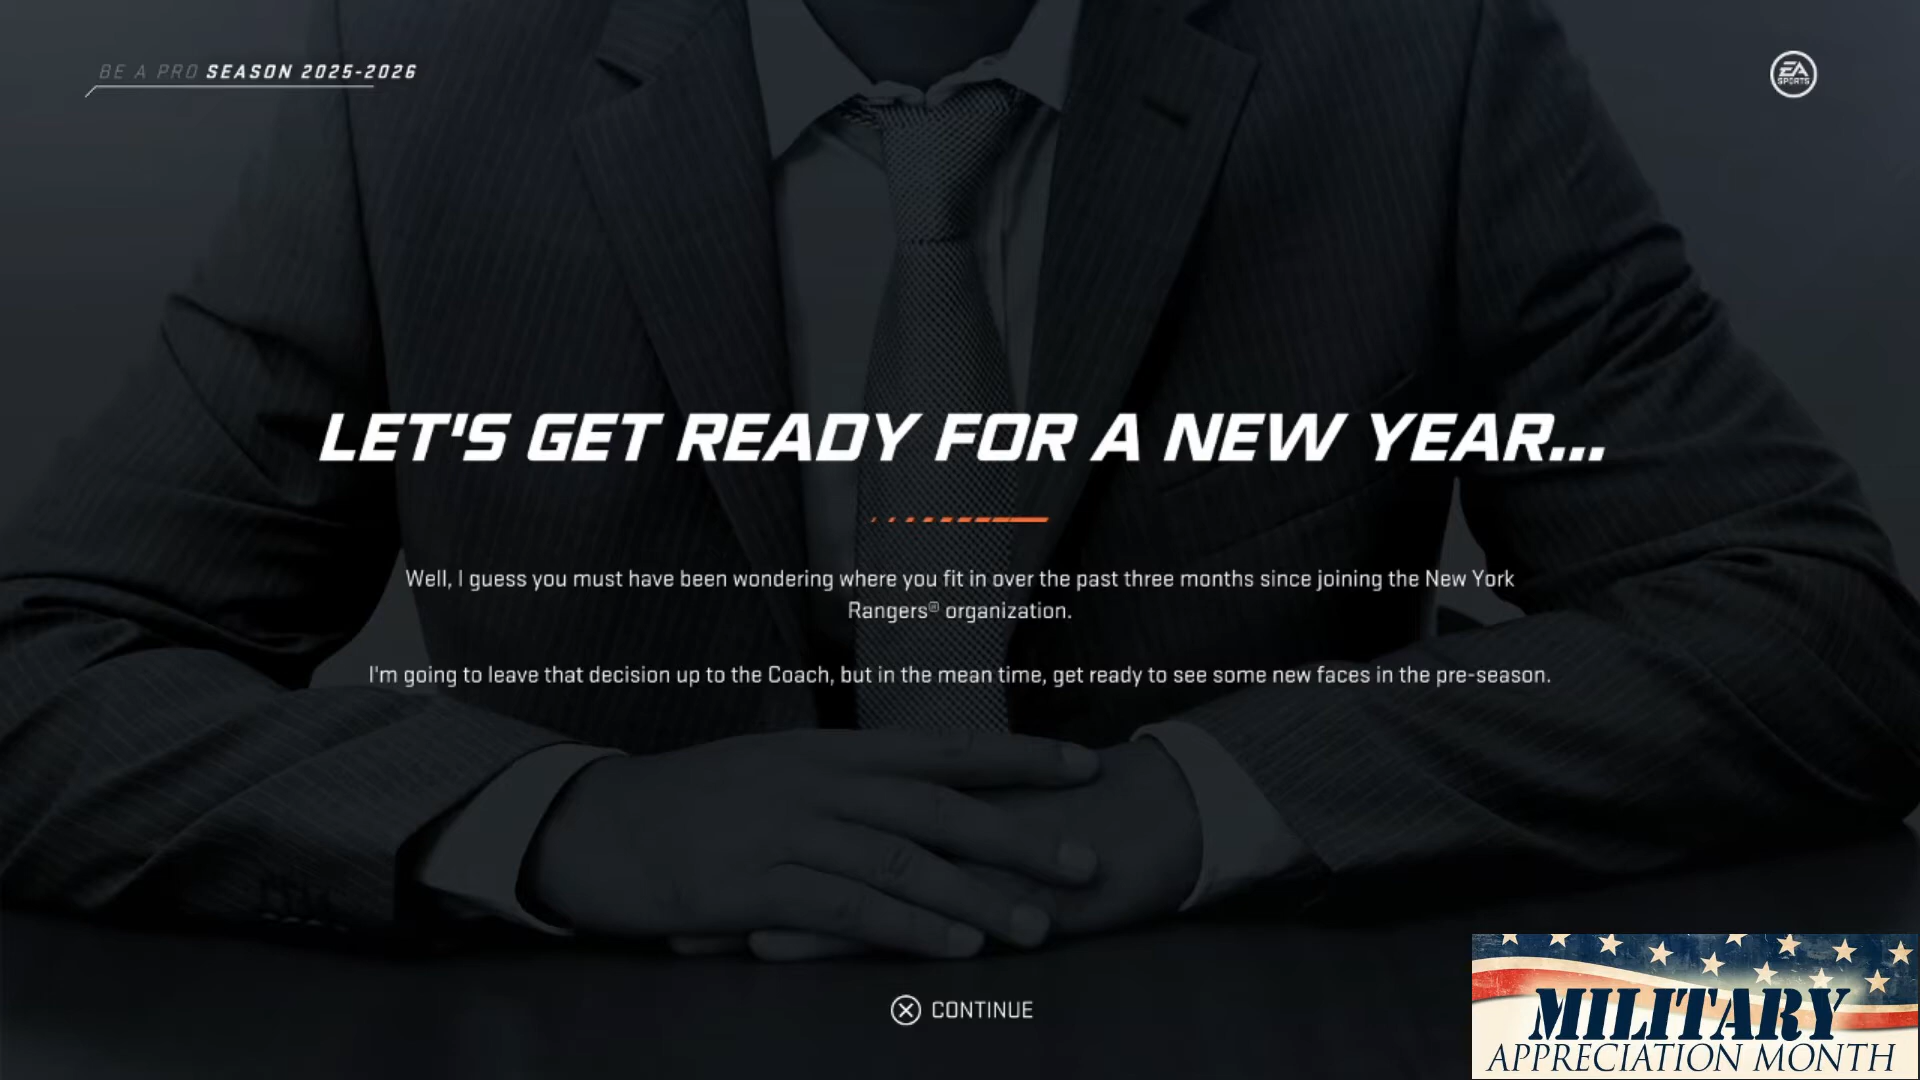 BE A PRO SEASON 2025-2026
EA SPORTS
LET'S GET READY FOR A NEW YEAR...
Well, I guess you must have been wondering where you fit in over the past three months since joining the New York
Rangers® organization.
I'm going to leave that decision up to the Coach, but in the mean time, get ready to see some new faces in the pre-season.
CONTINUE
MILITARY
APPRECIATION MONTH